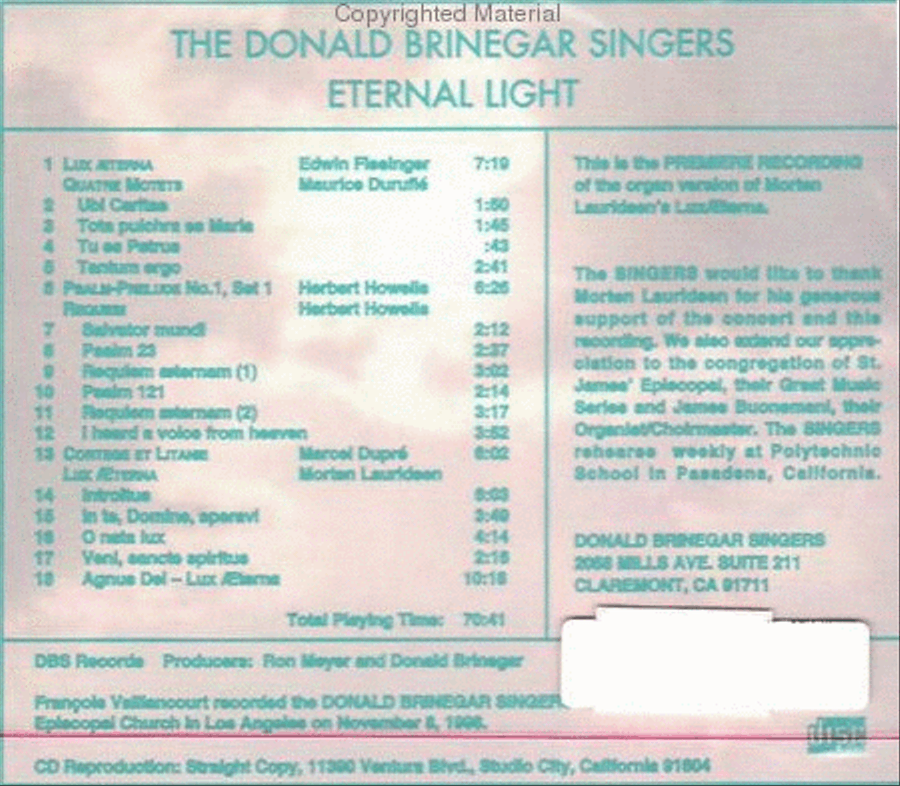 Copyrighted Material
THE DONALD BRINEGAR SINGERS
ETERNAL LIGHT
1 LUX ÆTERNA Edwin Fissinger 7:19
QUATRE MOTETS Maurice Duruflé
2 Ubi Caritas 1:50
3 Tota pulchra es Maria 1:45
4 Tu es Petrus :43
5 Tantum ergo 2:41
6 PSALM-PRELUDE No.1, Set 1 Herbert Howells 6:26
REQUIEM Herbert Howells
7 Salvator mundi 2:12
8 Psalm 23 2:37
9 Requiem aeternam (1) 3:02
10 Psalm 121 2:14
11 Requiem aeternam (2) 3:17
12 I heard a voice from heaven 3:52
13 CORTEGE ET LITANIE Marcel Dupré 6:02
LUX ÆTERNA Morten Lauridsen
14 Introitus
15 In te, Domine, speravi 3:49
16 O nata lux 4:14
17 Veni, sancte spiritus
18 Agnus Dei – Lux Æterna
Total Playing Time: 70:41
This is the PREMIERE RECORDING
of the organ version of Morten
Lauridsen's LuxÆterna.
The SINGERS would like to thank
Morten Lauridsen for his generous
support of the concert and this
recording. We also extend our appre-
ciation to the congregation of St.
James' Episcopal, their Great Music
Series and James Buonemani, their
Organist/Choirmaster. The SINGERS
rehearse weekly at Polytechnic
School in Pasadena, California.
DONALD BRINEGAR SINGERS
2058 MILLS AVE. SUITE 211
CLAREMONT, CA 91711
DBS Records Producers: Ron Meyer and Donald Brinegar
François Vaillancourt recorded the DONALD BRINEGAR SINGER
Episcopal Church in Los Angeles on November
CD Reproduction: Straight Copy, 11390 Ventura Blvd., Studio City, California 91604
disc